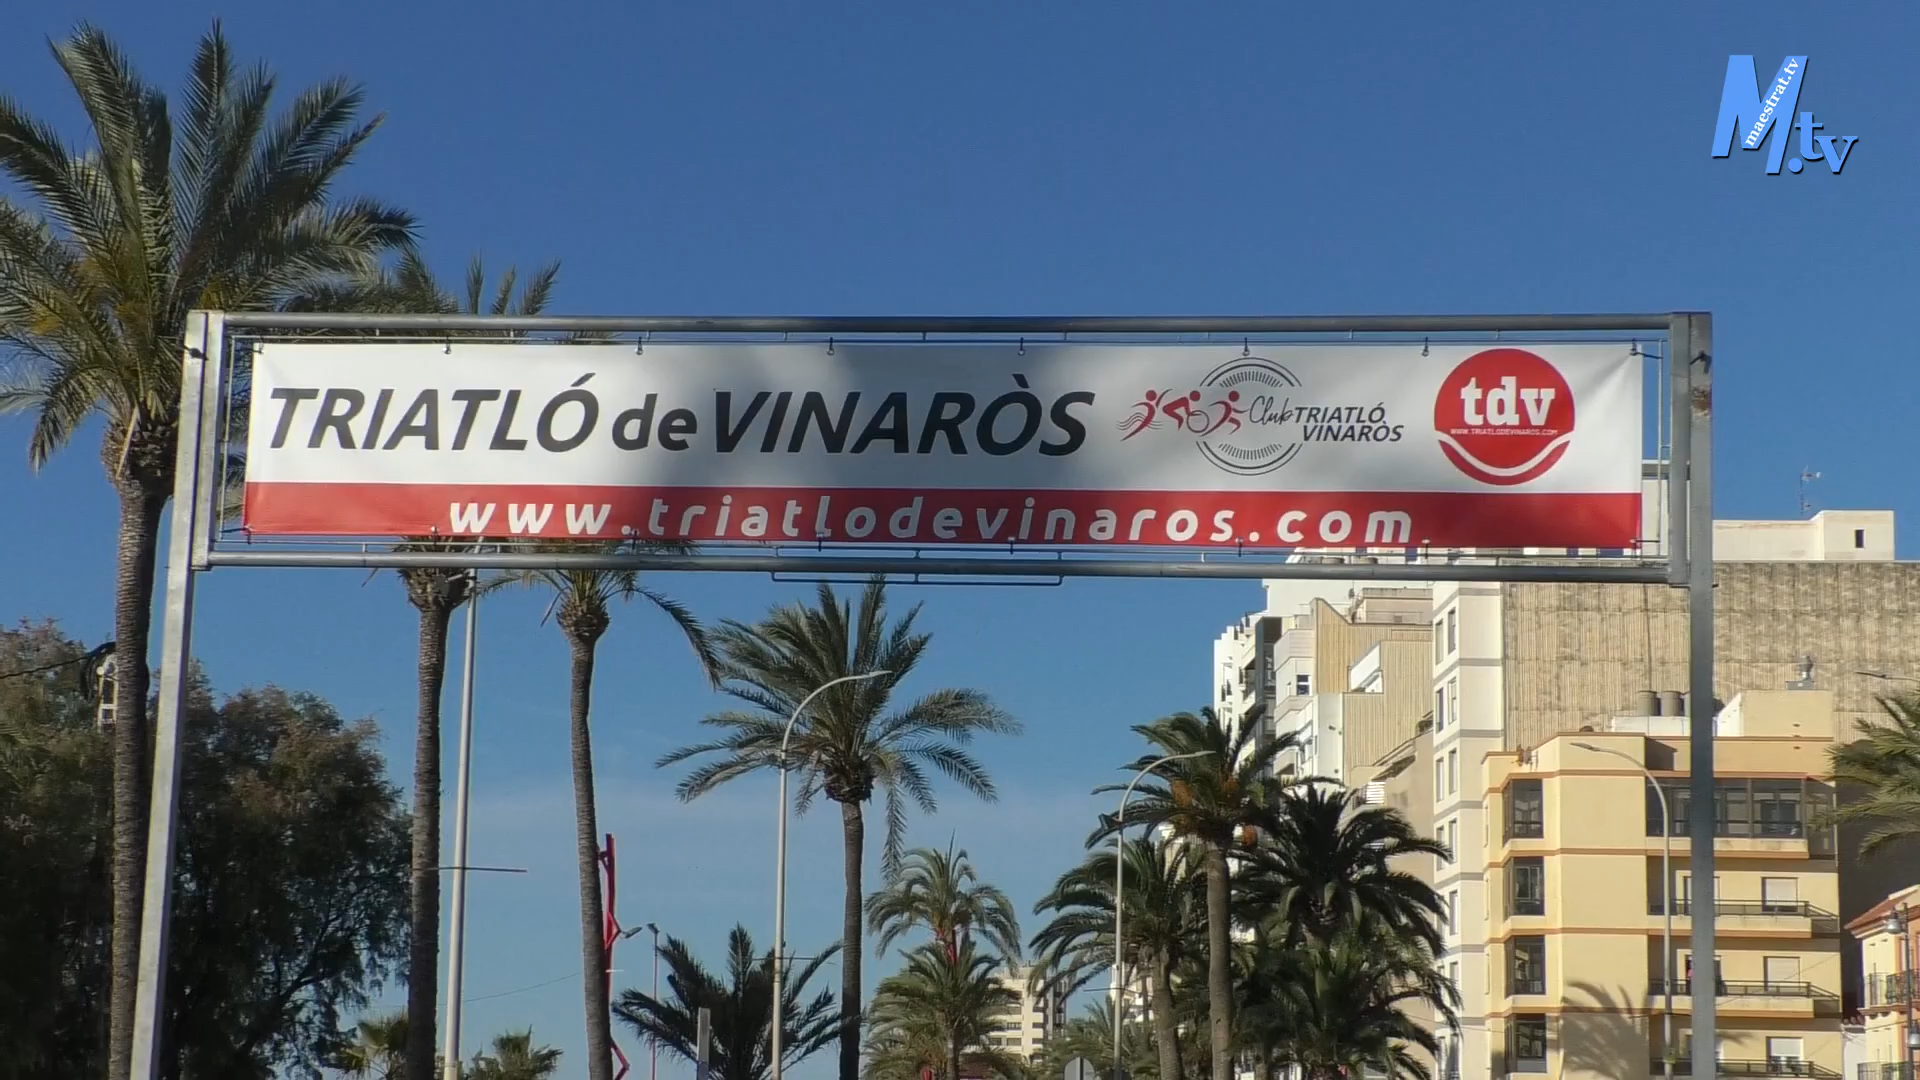 maestrat.tv
M.tv
TRIATLÓ de VINARÒS
Club TRIATLÓ
VINARÒS
tdv
WWW.TRIATLODEVINAROS.COM
www.triatlodevinaros.com